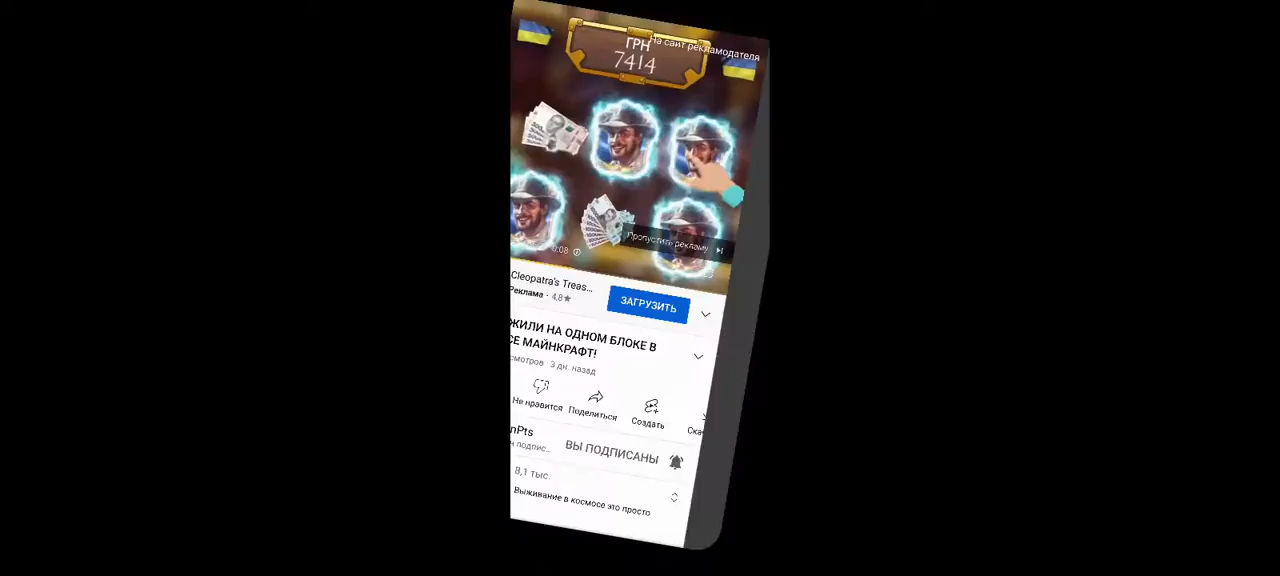 ГРН
7414
На сайт рекламодателя
Пропустить рекламу
0:08
Cleopatra's Treas...
Реклама · 4,8★
ЗАГРУЗИТЬ
ЖИЛИ НА ОДНОМ БЛОКЕ В
СЕ МАЙНКРАФТ!
смотров · 3 дн. назад
Не нравится
Поделиться
Создать
Ска
nPts
н подпис...
ВЫ ПОДПИСАНЫ
8,1 тыс.
Выживание в космосе это просто